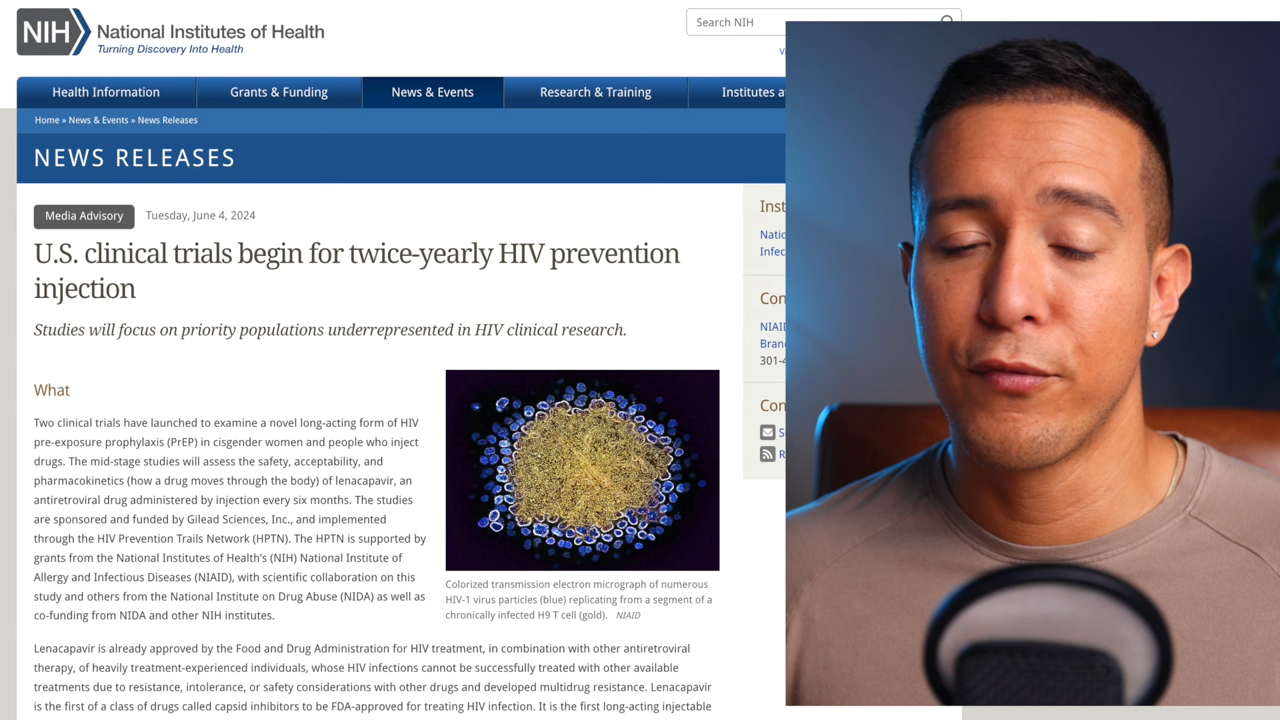 NIH
National Institutes of Health
Turning Discovery Into Health
Search NIH
Health Information
Grants & Funding
News & Events
Research & Training
Institutes
Home » News & Events » News Releases
NEWS RELEASES
Media Advisory
Tuesday, June 4, 2024
U.S. clinical trials begin for twice-yearly HIV prevention
injection
Studies will focus on priority populations underrepresented in HIV clinical research.
What
Two clinical trials have launched to examine a novel long-acting form of HIV
pre-exposure prophylaxis (PrEP) in cisgender women and people who inject
drugs. The mid-stage studies will assess the safety, acceptability, and
pharmacokinetics (how a drug moves through the body) of lenacapavir, an
antiretroviral drug administered by injection every six months. The studies
are sponsored and funded by Gilead Sciences, Inc., and implemented
through the HIV Prevention Trails Network (HPTN). The HPTN is supported by
grants from the National Institutes of Health's (NIH) National Institute of
Allergy and Infectious Diseases (NIAID), with scientific collaboration on this
study and others from the National Institute on Drug Abuse (NIDA) as well as
co-funding from NIDA and other NIH institutes.
Colorized transmission electron micrograph of numerous
HIV-1 virus particles (blue) replicating from a segment of a
chronically infected H9 T cell (gold). NIAID
Lenacapavir is already approved by the Food and Drug Administration for HIV treatment, in combination with other antiretroviral
therapy, of heavily treatment-experienced individuals, whose HIV infections cannot be successfully treated with other available
treatments due to resistance, intolerance, or safety considerations with other drugs and developed multidrug resistance. Lenacapavir
is the first of a class of drugs called capsid inhibitors to be FDA-approved for treating HIV infection. It is the first long-acting injectable
Inst
Natio
Infec
Con
NIAID
Bran
301-4
Con